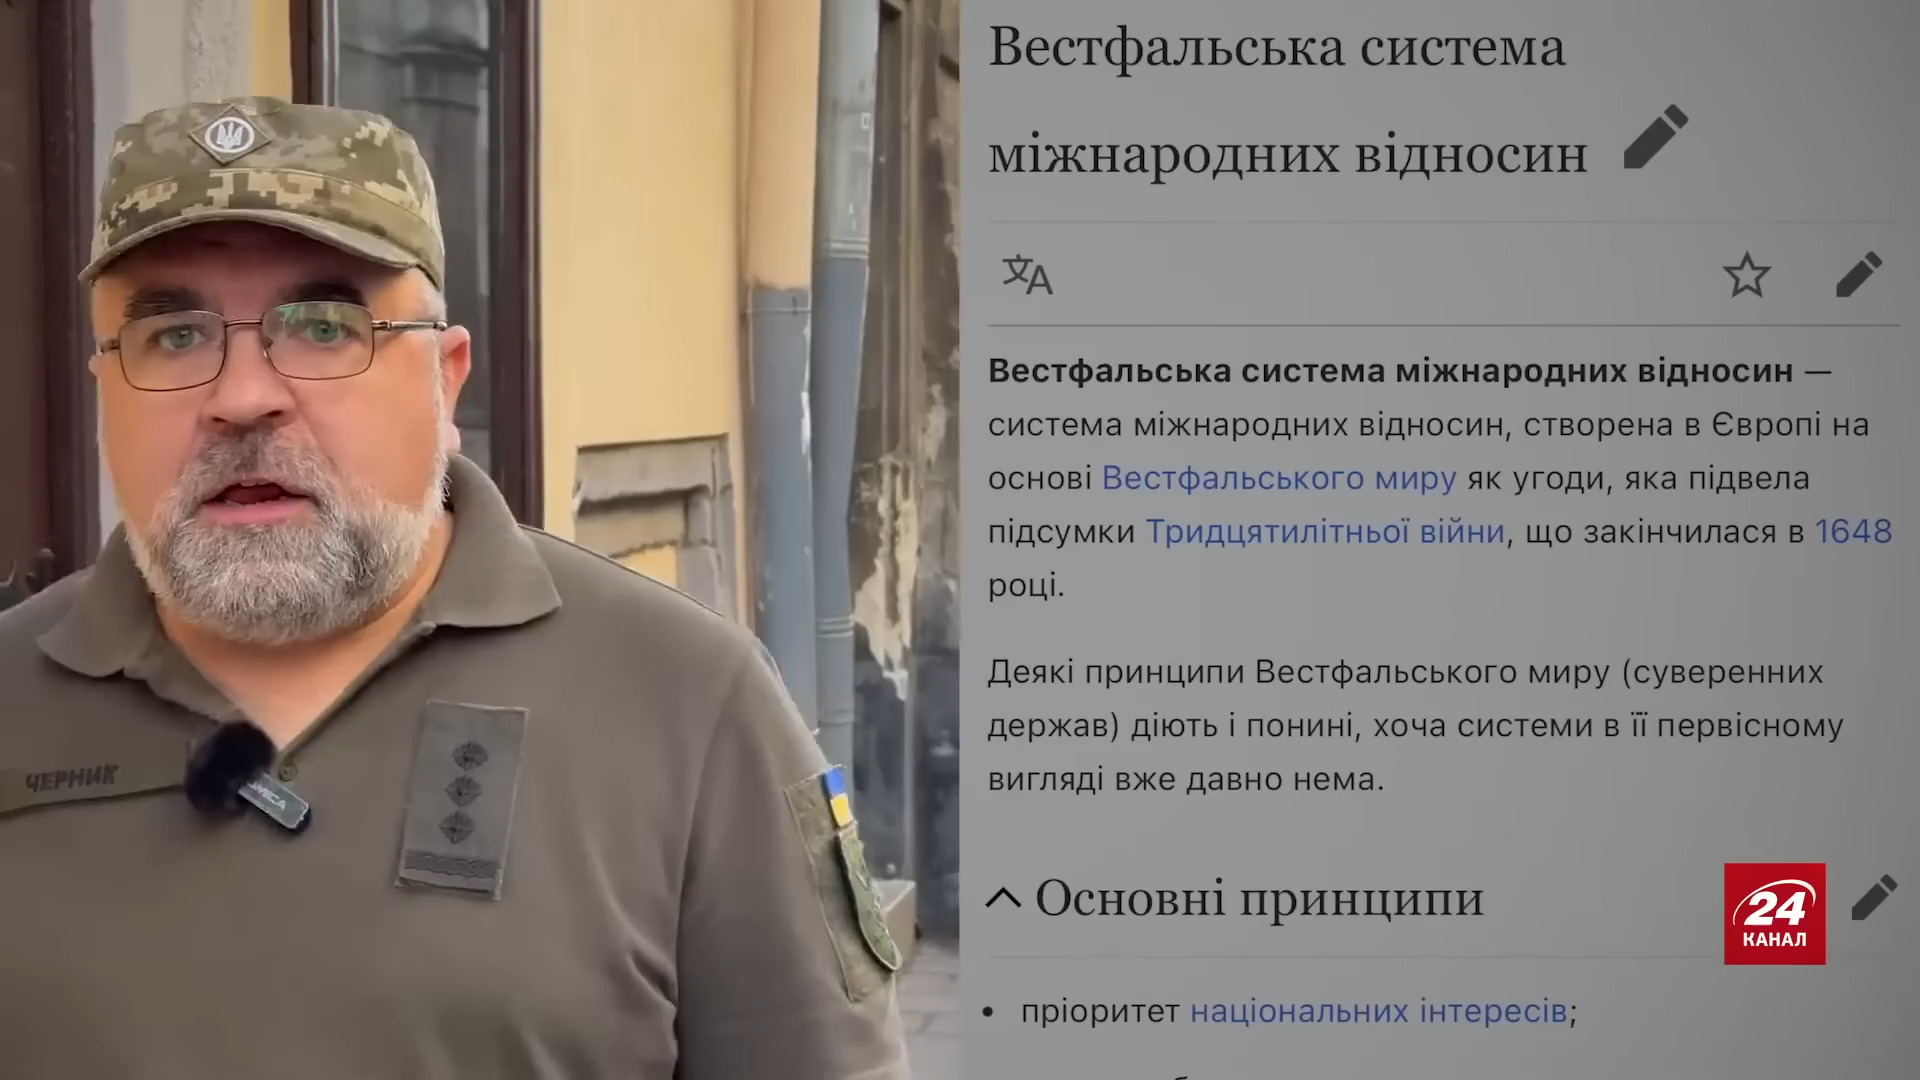 Вестфальська система
міжнародних відносин
Вестфальська система міжнародних відносин —
система міжнародних відносин, створена в Європі на
основі Вестфальського миру як угоди, яка підвела
підсумки Тридцятилітньої війни, що закінчилася в 1648
році.
Деякі принципи Вестфальського миру (суверенних
держав) діють і понині, хоча системи в її первісному
вигляді вже давно нема.
Основні принципи
24
КАНАЛ
• пріоритет національних інтересів;
ЧЕРНИК